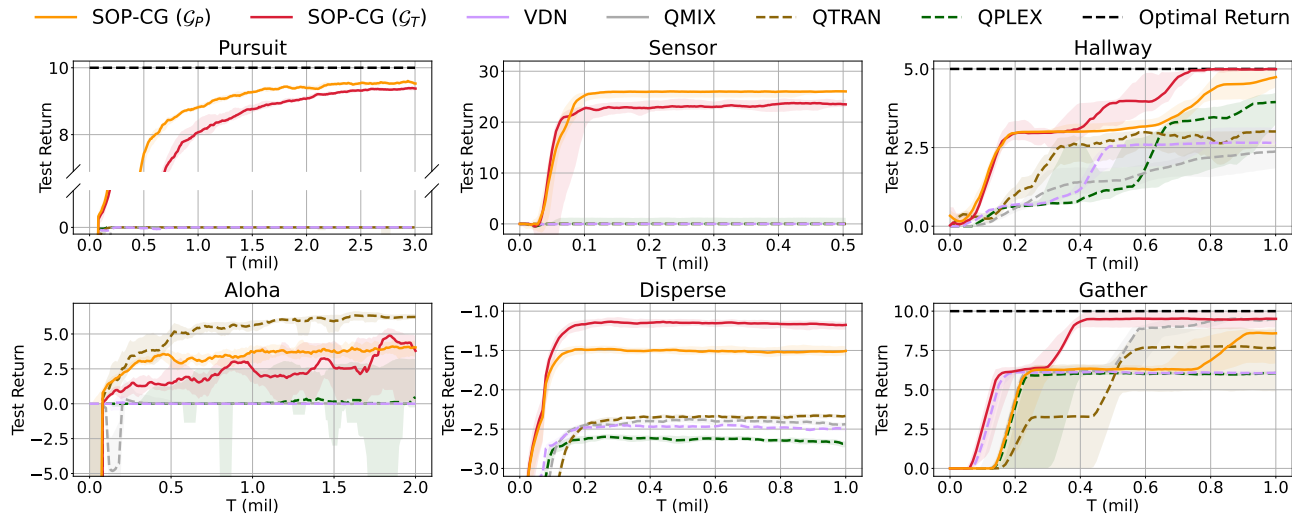 SOP-CG (𝒢_P) SOP-CG (𝒢_T) VDN QMIX QTRAN QPLEX Optimal Return
Pursuit
Test Return
10
8
0
0.0 0.5 1.0 1.5 2.0 2.5 3.0
T (mil)
Sensor
Test Return
30
20
10
0
0.0 0.1 0.2 0.3 0.4 0.5
T (mil)
Hallway
Test Return
5.0
2.5
0.0
0.0 0.2 0.4 0.6 0.8 1.0
T (mil)
Aloha
Test Return
5.0
2.5
0.0
−2.5
−5.0
0.0 0.5 1.0 1.5 2.0
T (mil)
Disperse
Test Return
−1.0
−1.5
−2.0
−2.5
−3.0
0.0 0.2 0.4 0.6 0.8 1.0
T (mil)
Gather
Test Return
10.0
7.5
5.0
2.5
0.0
0.0 0.2 0.4 0.6 0.8 1.0
T (mil)